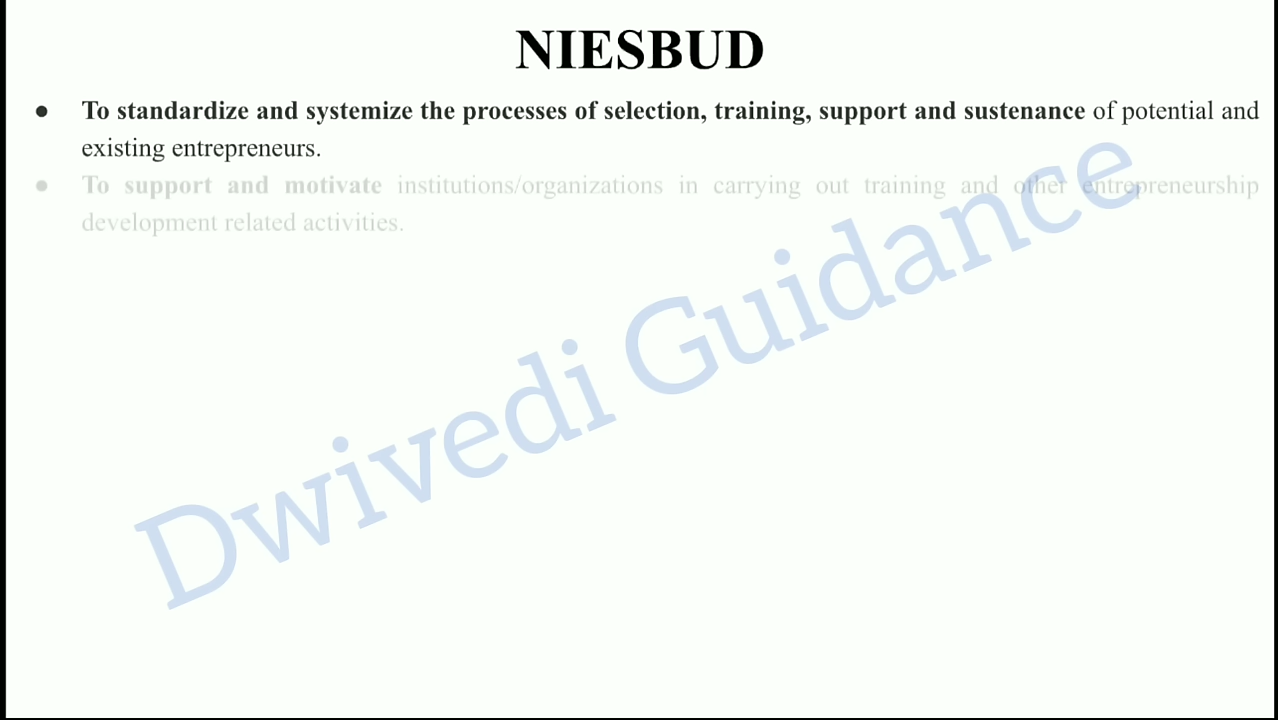 NIESBUD
● To standardize and systemize the processes of selection, training, support and sustenance of potential and
existing entrepreneurs.
● To support and motivate institutions/organizations in carrying out training and other entrepreneurship
development related activities.
Dwivedi Guidance